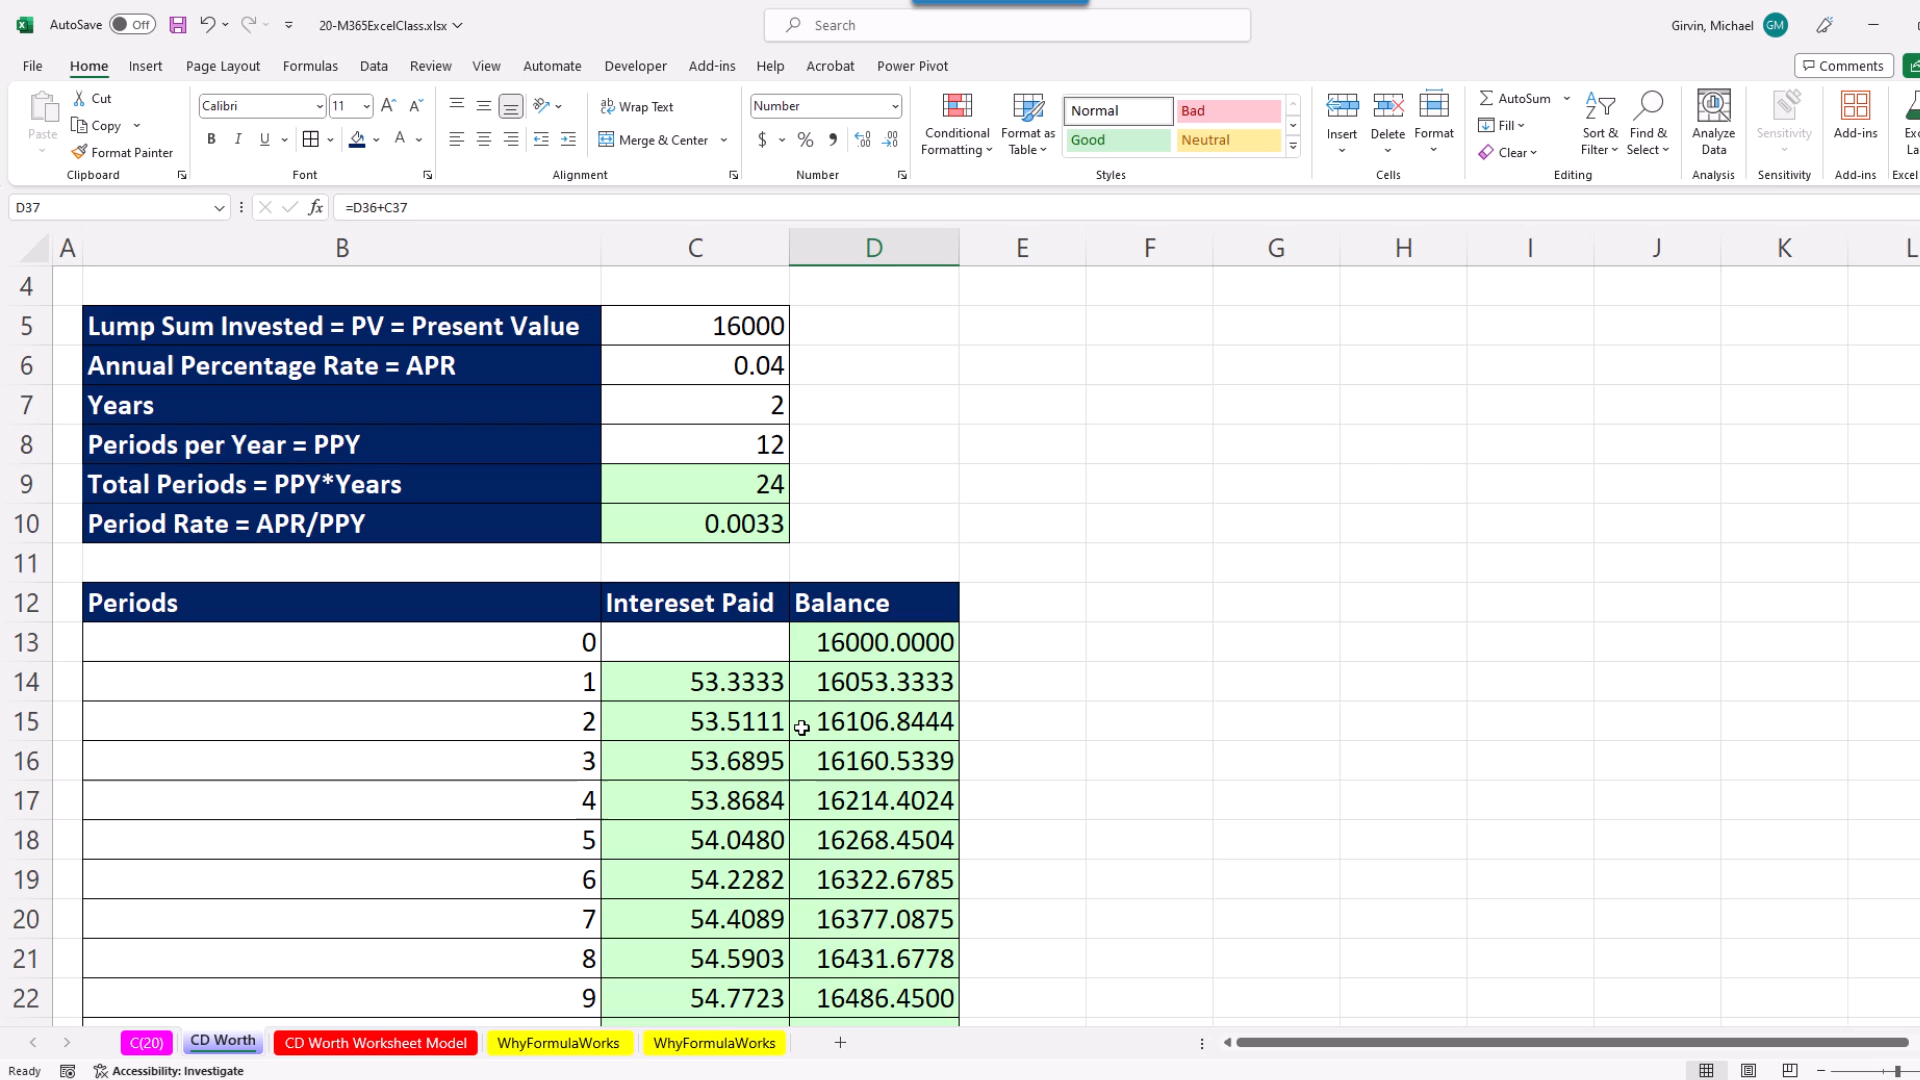 AutoSave Off 20-M365ExcelClass.xlsx Search Girvin, Michael GM
File Home Insert Page Layout Formulas Data Review View Automate Developer Add-ins Help Acrobat Power Pivot Comments
Paste Cut Copy Format Painter Clipboard
Calibri 11 B I U A Font
Wrap Text Merge & Center Alignment
Number $ % Number
Conditional Formatting Format as Table Normal Bad Good Neutral Styles
Insert Delete Format Cells
AutoSum Fill Clear Sort & Filter Find & Select Editing
Analyze Data Analysis Sensitivity Sensitivity Add-ins Add-ins Excel
D37 fx =D36+C37
A B C D E F G H I J K L
4
5 Lump Sum Invested = PV = Present Value 16000
6 Annual Percentage Rate = APR 0.04
7 Years 2
8 Periods per Year = PPY 12
9 Total Periods = PPY*Years 24
10 Period Rate = APR/PPY 0.0033
11
12 Periods Intereset Paid Balance
13 0 16000.0000
14 1 53.3333 16053.3333
15 2 53.5111 16106.8444
16 3 53.6895 16160.5339
17 4 53.8684 16214.4024
18 5 54.0480 16268.4504
19 6 54.2282 16322.6785
20 7 54.4089 16377.0875
21 8 54.5903 16431.6778
22 9 54.7723 16486.4500
C(20) CD Worth CD Worth Worksheet Model WhyFormulaWorks WhyFormulaWorks
Ready Accessibility: Investigate